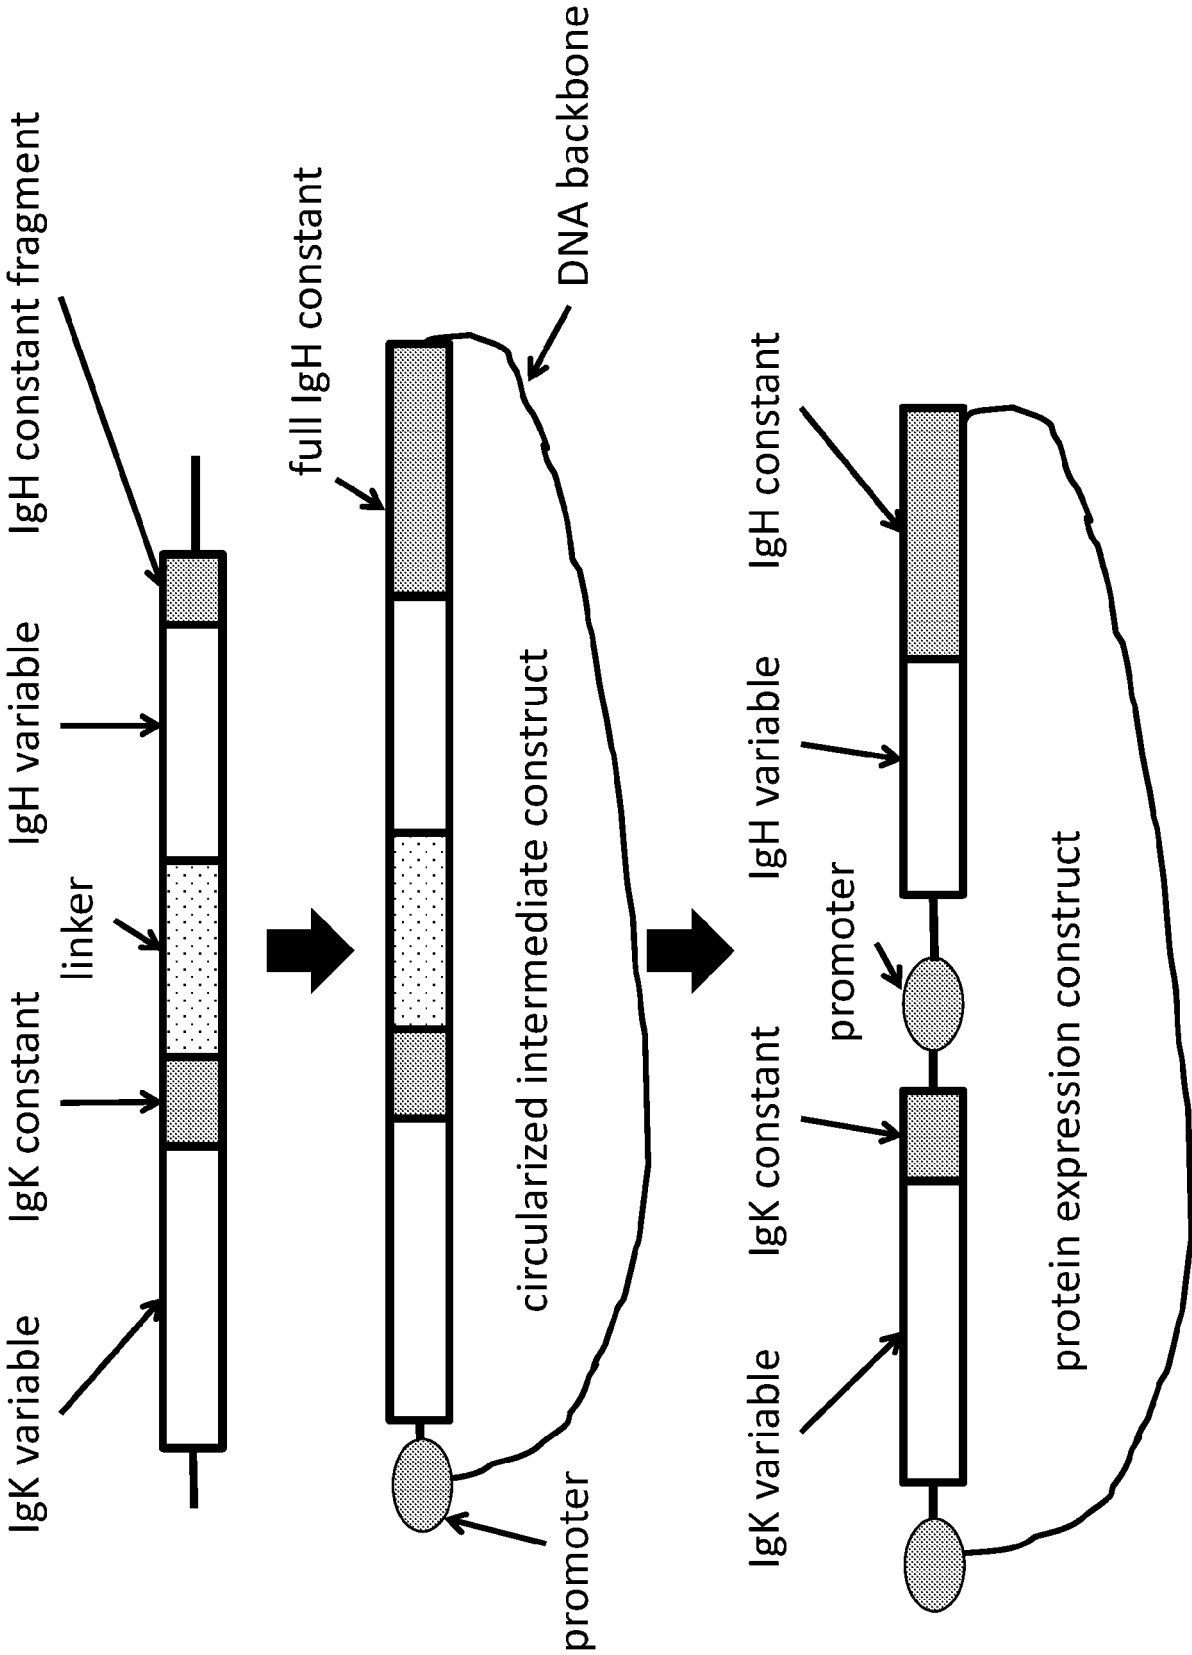 IgK variable
IgK constant
linker
IgH variable
IgH constant fragment
full IgH constant
circularized intermediate construct
DNA backbone
promoter
IgK variable
IgK constant
promoter
IgH variable
IgH constant
protein expression construct